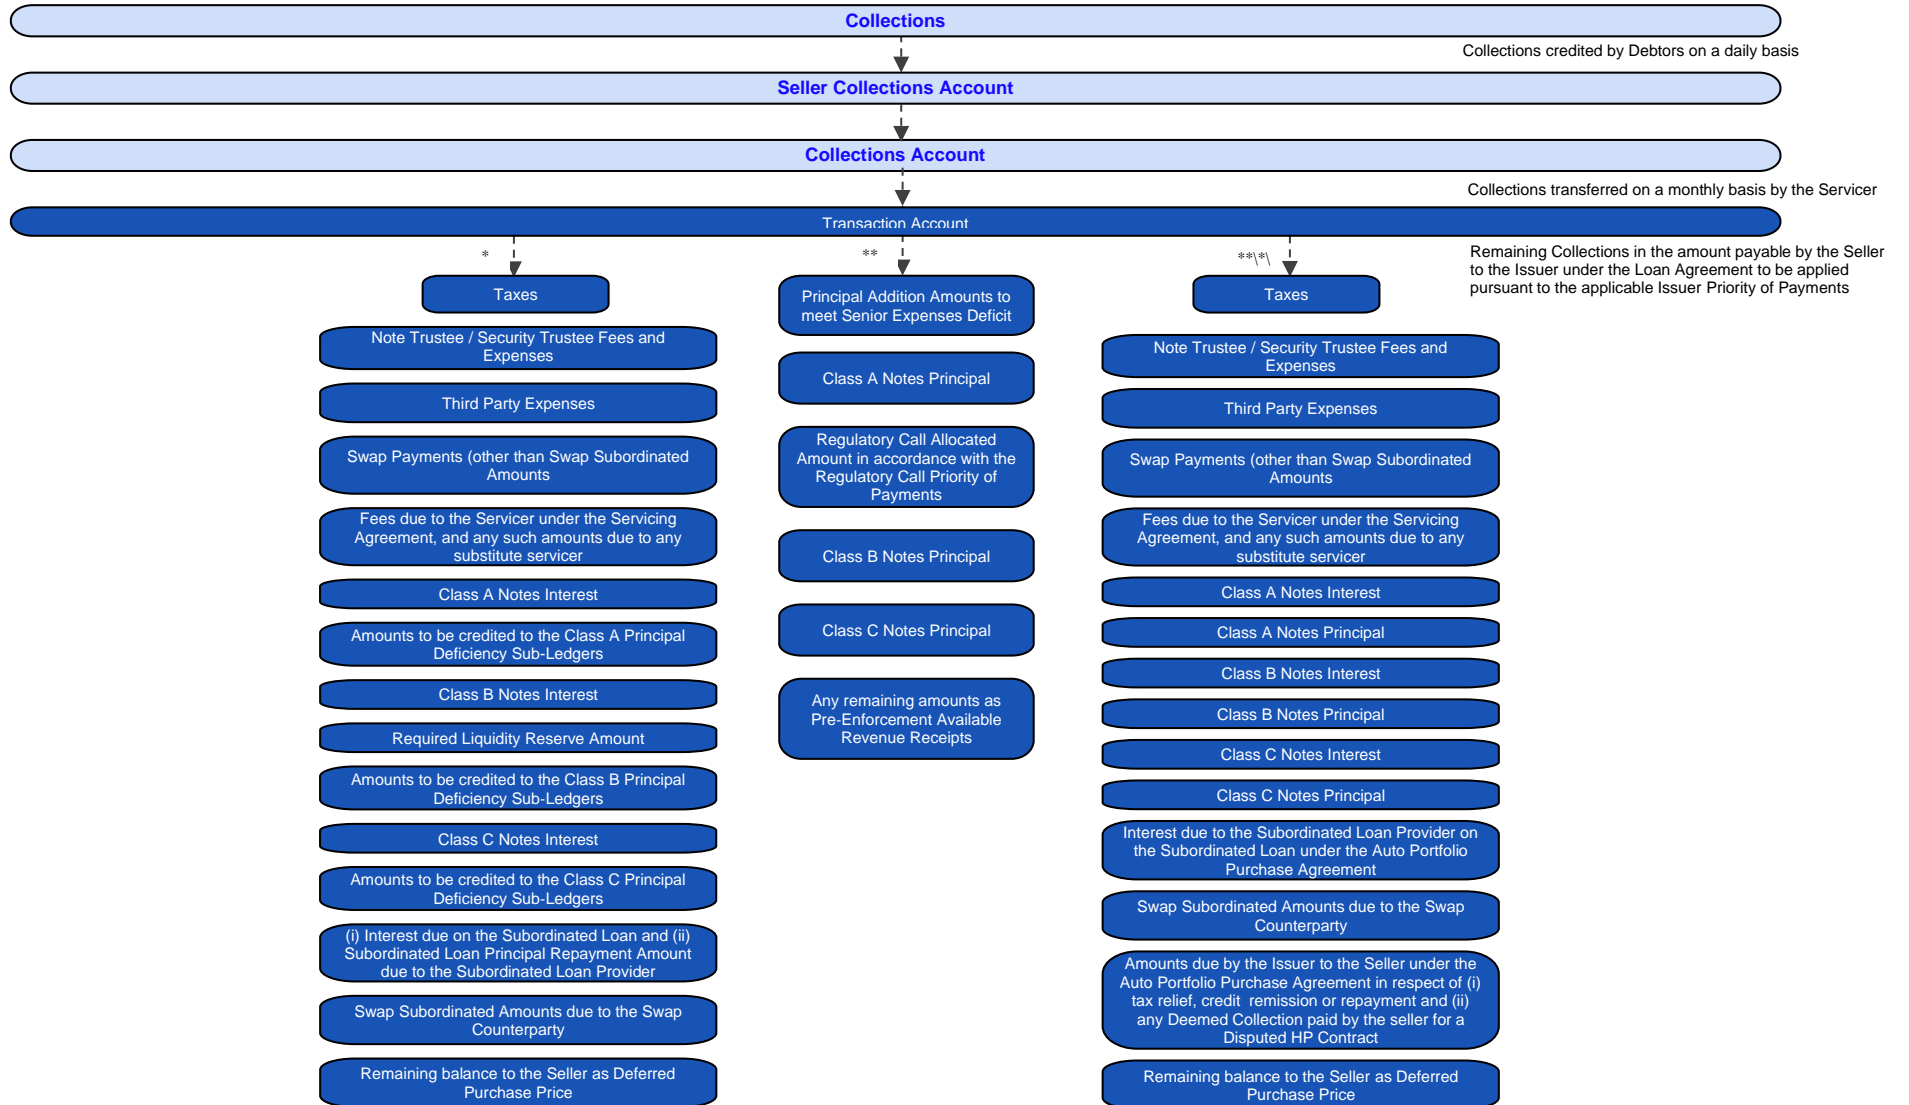 Collections
Collections credited by Debtors on a daily basis
Seller Collections Account
Collections Account
Collections transferred on a monthly basis by the Servicer
Transaction Account
*
**
**\*\
Remaining Collections in the amount payable by the Seller
to the Issuer under the Loan Agreement to be applied
pursuant to the applicable Issuer Priority of Payments
Taxes
Note Trustee / Security Trustee Fees and
Expenses
Third Party Expenses
Swap Payments (other than Swap Subordinated
Amounts
Fees due to the Servicer under the Servicing
Agreement, and any such amounts due to any
substitute servicer
Class A Notes Interest
Amounts to be credited to the Class A Principal
Deficiency Sub-Ledgers
Class B Notes Interest
Required Liquidity Reserve Amount
Amounts to be credited to the Class B Principal
Deficiency Sub-Ledgers
Class C Notes Interest
Amounts to be credited to the Class C Principal
Deficiency Sub-Ledgers
(i) Interest due on the Subordinated Loan and (ii)
Subordinated Loan Principal Repayment Amount
due to the Subordinated Loan Provider
Swap Subordinated Amounts due to the Swap
Counterparty
Remaining balance to the Seller as Deferred
Purchase Price
Principal Addition Amounts to
meet Senior Expenses Deficit
Class A Notes Principal
Regulatory Call Allocated
Amount in accordance with the
Regulatory Call Priority of
Payments
Class B Notes Principal
Class C Notes Principal
Any remaining amounts as
Pre-Enforcement Available
Revenue Receipts
Taxes
Note Trustee / Security Trustee Fees and
Expenses
Third Party Expenses
Swap Payments (other than Swap Subordinated
Amounts
Fees due to the Servicer under the Servicing
Agreement, and any such amounts due to any
substitute servicer
Class A Notes Interest
Class A Notes Principal
Class B Notes Interest
Class B Notes Principal
Class C Notes Interest
Class C Notes Principal
Interest due to the Subordinated Loan Provider on
the Subordinated Loan under the Auto Portfolio
Purchase Agreement
Swap Subordinated Amounts due to the Swap
Counterparty
Amounts due by the Issuer to the Seller under the
Auto Portfolio Purchase Agreement in respect of (i)
tax relief, credit remission or repayment and (ii)
any Deemed Collection paid by the seller for a
Disputed HP Contract
Remaining balance to the Seller as Deferred
Purchase Price